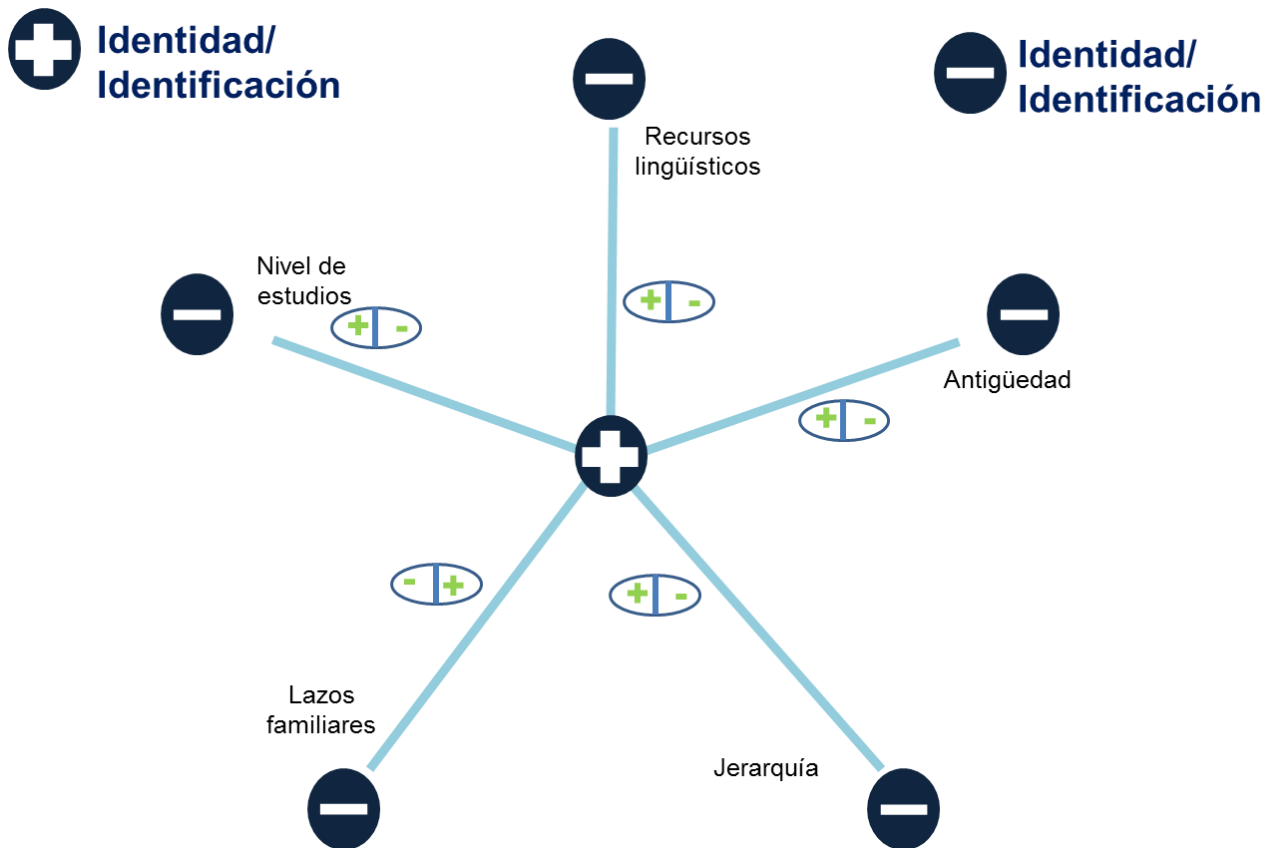 Identidad/
Identificación
Identidad/
Identificación
Recursos
lingüísticos
Nivel de
estudios
+ -
+ -
Antigüedad
+ -
- +
+ -
Lazos
familiares
Jerarquía